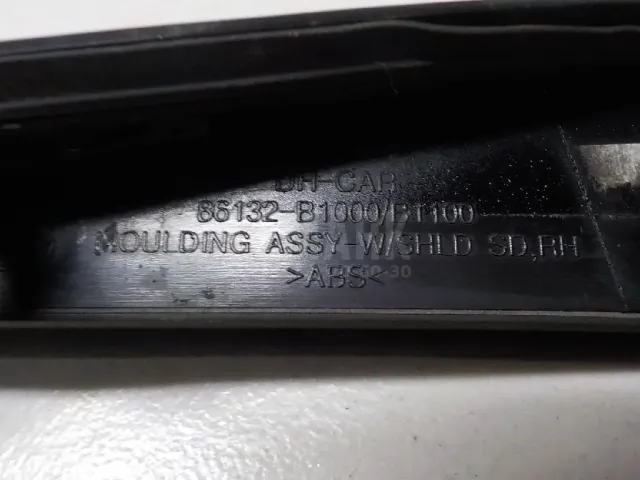 DH-CAR
86132-B1000/B1100
MOULDING ASSY-W/SHLD SD,RH
>ABS<